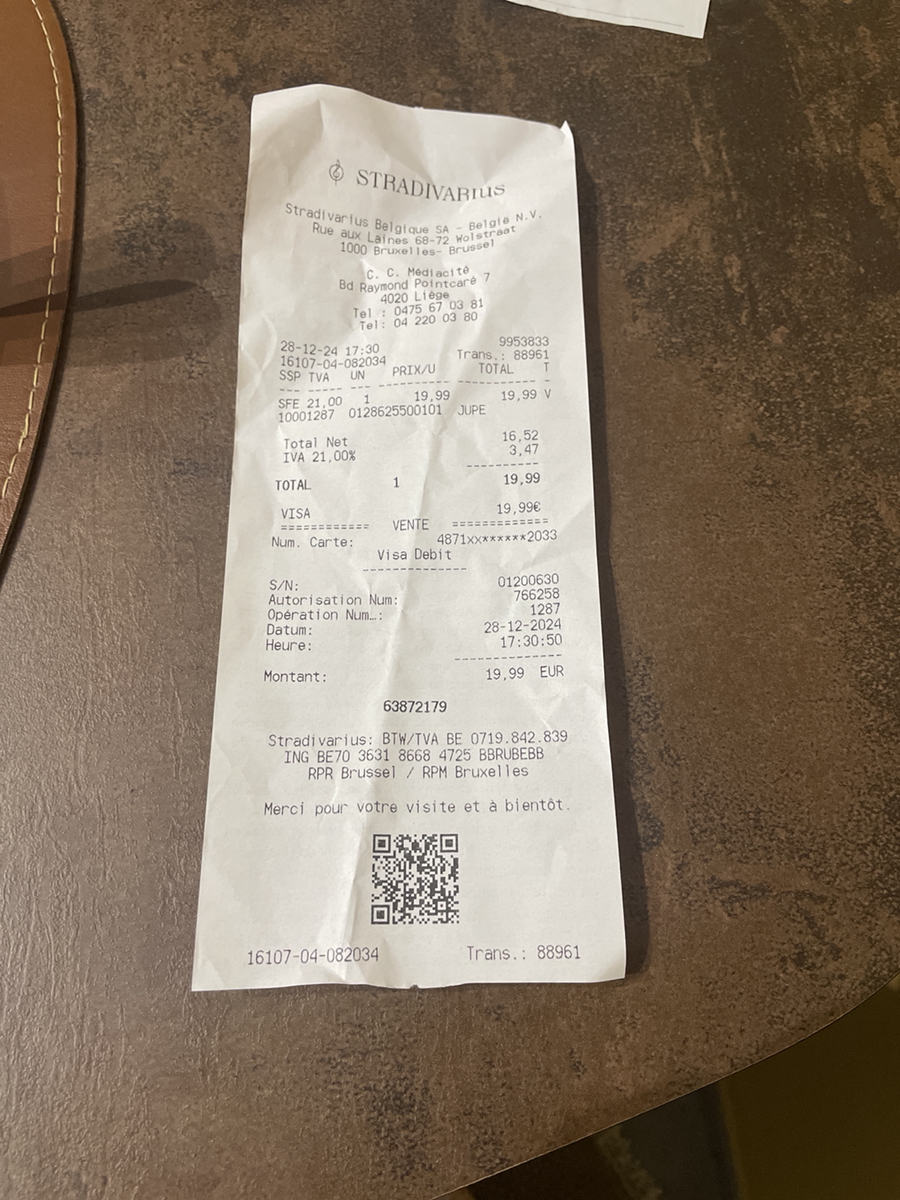 STRADIVARIUS
Stradivarius Belgique SA - België N.V.
Rue aux Laines 68-72 Wolstraat
1000 Bruxelles- Brussel
C. C. Médiacité
Bd Raymond Pointcaré 7
4020 Liège
Tel : 0475 67 03 81
Tel: 04 220 03 80
28-12-24 17:30 9953833
16107-04-082034 Trans.: 88961
SSP TVA UN PRIX/U TOTAL T
SFE 21,00 1 19,99 19,99 V
10001287 0128625500101 JUPE
Total Net 16,52
IVA 21,00% 3,47
TOTAL 1 19,99
VISA 19,99€
============ VENTE =============
Num. Carte: 4871xx******2033
Visa Debit
S/N: 01200630
Autorisation Num: 766258
Opération Num…: 1287
Datum: 28-12-2024
Heure: 17:30:50
Montant: 19,99 EUR
63872179
Stradivarius: BTW/TVA BE 0719.842.839
ING BE70 3631 8668 4725 BBRUBEBB
RPR Brussel / RPM Bruxelles
Merci pour votre visite et à bientôt.
16107-04-082034 Trans.: 88961